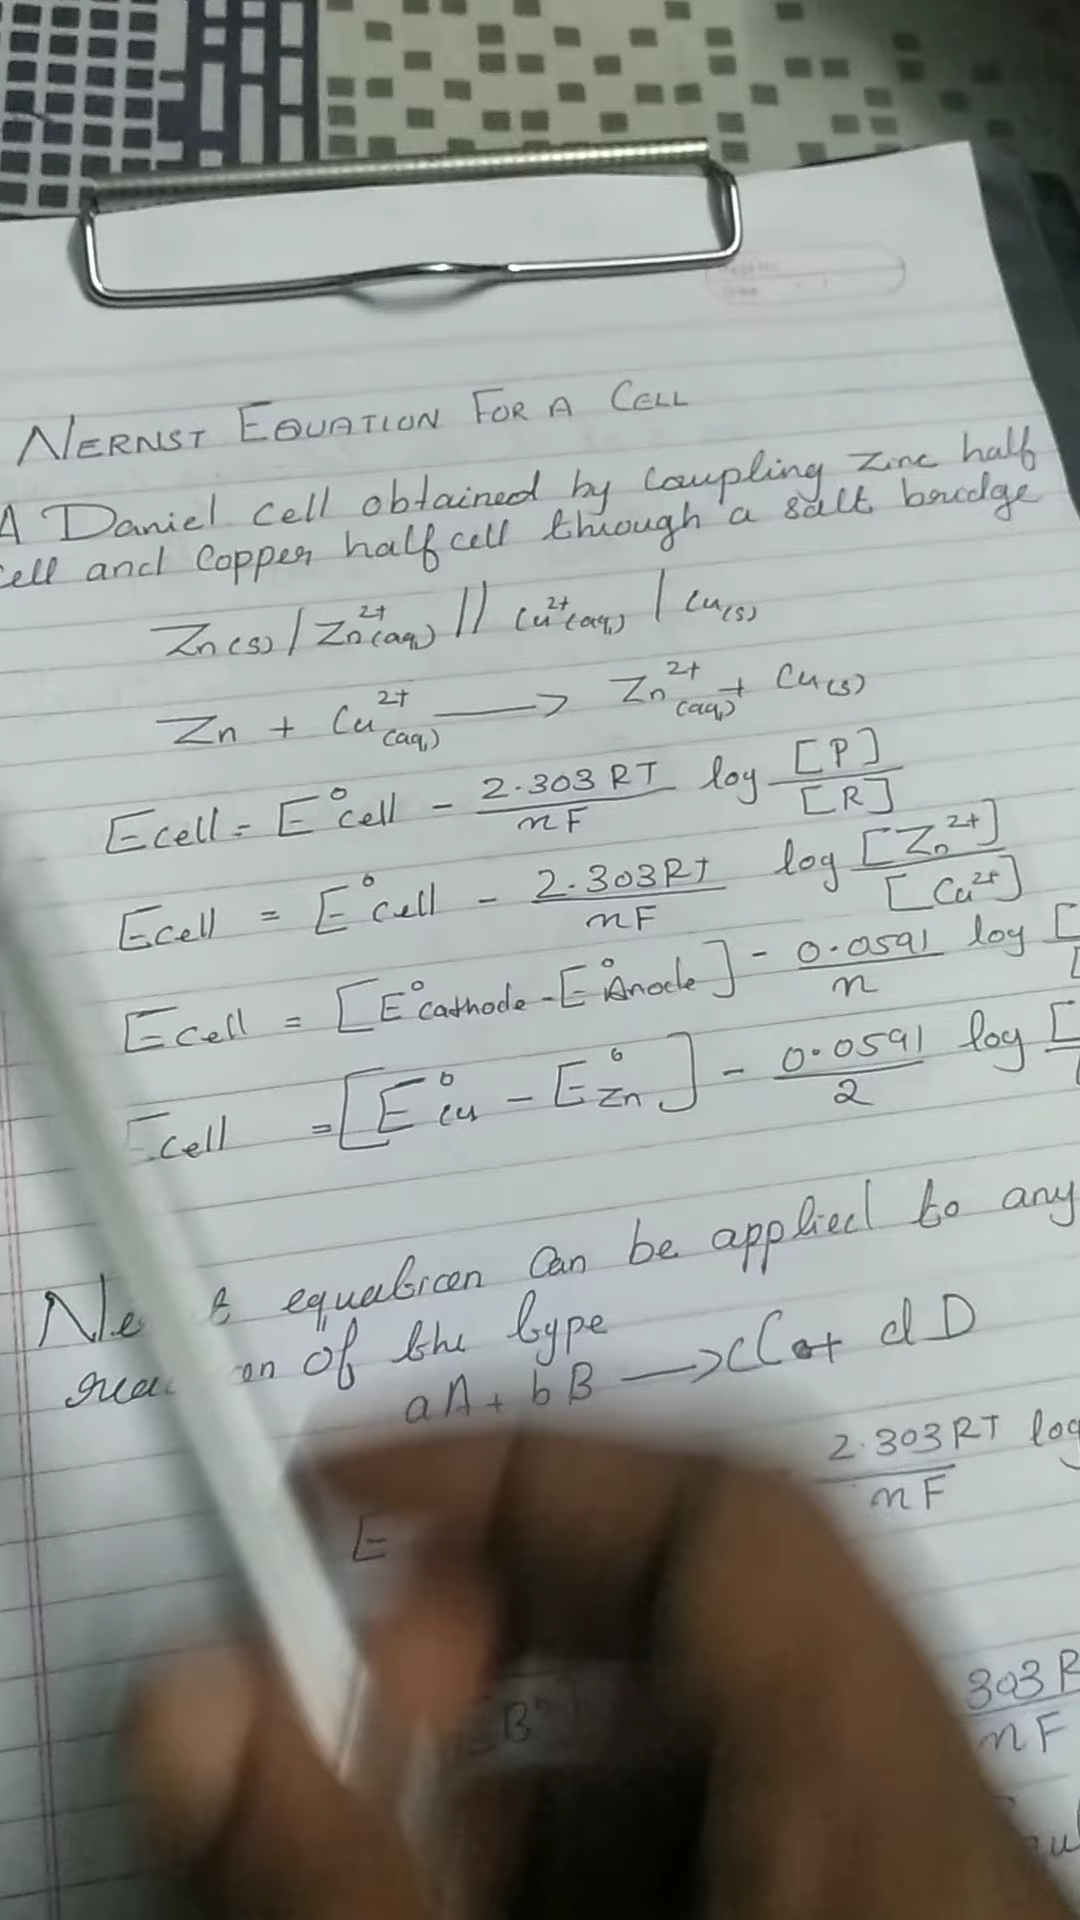 NERNST EQUATION FOR A CELL
A Daniel cell obtained by coupling Zinc half
cell and Copper half cell through a salt bridge
Zn(s) / Zn²⁺(aq) // Cu²⁺(aq) | Cu(s)
Zn + Cu²⁺(aq) ⟶ Zn²⁺(aq) + Cu(s)
Ecell = E°cell - 2.303 RT / nF log [P] / [R]
Ecell = E°cell - 2.303RT / nF log [Zn²⁺] / [Cu²⁺]
Ecell = [E°cathode - E°Anode] - 0.0591 / n log [
Ecell = [E°Cu - E°Zn] - 0.0591 / 2 log [
equation can be applied to any
of the type
aA + bB ⟶ cC + dD
E 2.303RT / nF log
303 R
nF